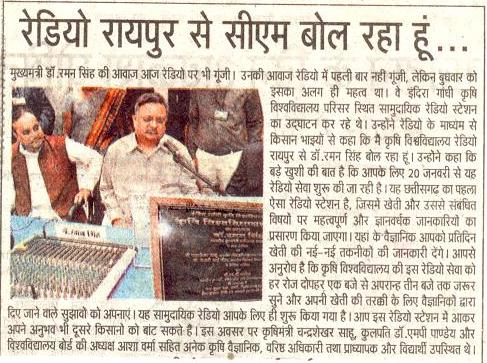 रेडियो रायपुर से सीएम बोल रहा हूं...
मुख्यमंत्री डॉ.रमन सिंह की आवाज आज रेडियो पर भी गूंजी। उनकी आवाज रेडियो में पहली बार नहीं गूंजी, लेकिन बुधवार को
इसका अलग ही महत्व था। वे इंदिरा गांधी कृषि
विश्वविद्यालय परिसर स्थित सामुदायिक रेडियो स्टेशन
का उद्घाटन कर रहे थे। उन्होंने रेडियो के माध्यम से
किसान भाइयों से कहा कि मै कृषि विश्वविद्यालय रेडियो
रायपुर से डॉ.रमन सिंह बोल रहा हूं। उन्होने कहा कि
बड़े खुशी की बात है कि आपके लिए 20 जनवरी से यह
रेडियो सेवा शुरू की जा रही है। यह छत्तीसगढ़ का पहला
ऐसा रेडियो स्टेशन है, जिसमे खेती और उससे संबधित
विषयो पर महत्वपूर्ण और ज्ञानवर्धक जानकारियों का
प्रसारण किया जाएगा। यहां के वैज्ञानिक आपको प्रतिदिन
खेती की नई-नई तकनीकों की जानकारी देंगे। आपसे
अनुरोध है कि कृषि विश्वविद्यालय की इस रेडियो सेवा को
हर रोज दोपहर एक बजे से अपरान्ह तीन बजे तक जरूर
सुने और अपनी खेती की तरक्की के लिए वैज्ञानिकों द्वारा
दिए जाने वाले सुझावो को अपनाएं। यह सामुदायिक रेडियो आपके लिए ही शुरू किया गया है। आप इस रेडियो स्टेशन में आकर
अपने अनुभव भी दूसरे किसानो को बांट सकते है। इस अवसर पर कृषिमंत्री चन्द्रशेखर साहू, कुलपति डॉ.एमपी पाण्डेय और
विश्वविद्यालय बोर्ड की अध्यक्ष आशा वर्मा सहित अनेक कृषि वैज्ञानिक, वरिष्ठ अधिकारी तथा प्राध्यापक और विद्यार्थी उपस्थित थे।
कृषि विश्वविद्यालय